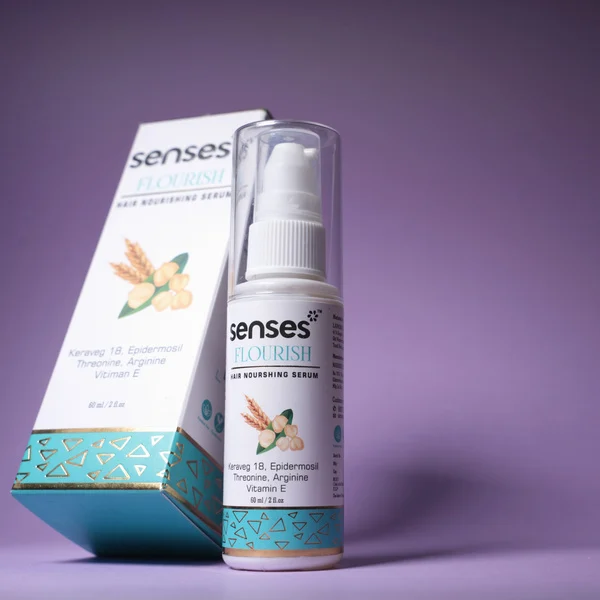 senses
FLOURISH
HAIR NOURISHING SERUM
Keraveg 18, Epidermosil
Threonine, Arginine
Vitiman E
60 ml / 2 fl.oz
senses™
FLOURISH
HAIR NOURSHING SERUM
Keraveg 18, Epidermosil
Threonine, Arginine
Vitamin E
60 ml / 2 fl.oz